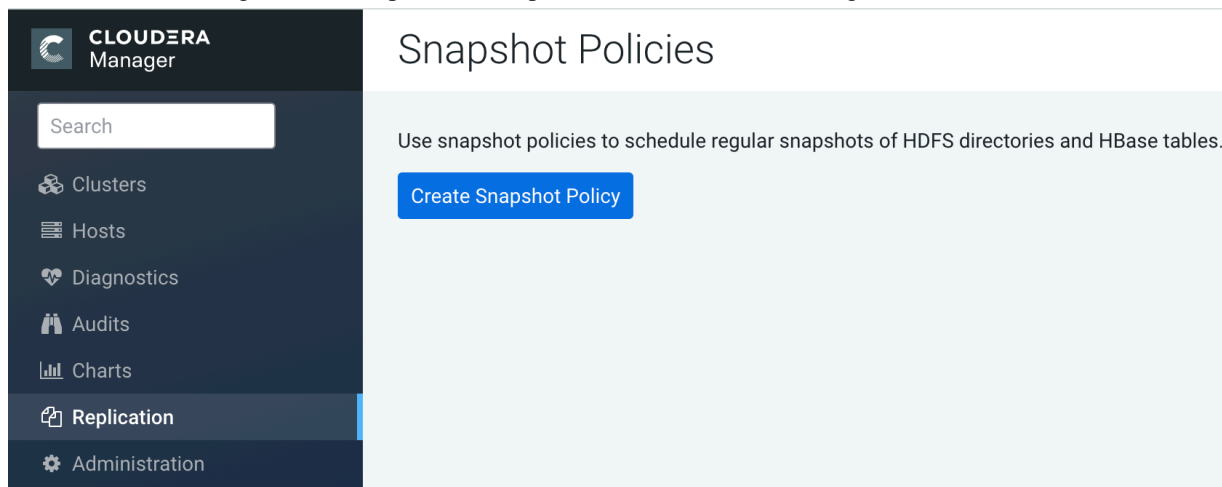 CLOUDERA
Manager
Search
Clusters
Hosts
Diagnostics
Audits
Charts
Replication
Administration
Snapshot Policies
Use snapshot policies to schedule regular snapshots of HDFS directories and HBase tables.
Create Snapshot Policy